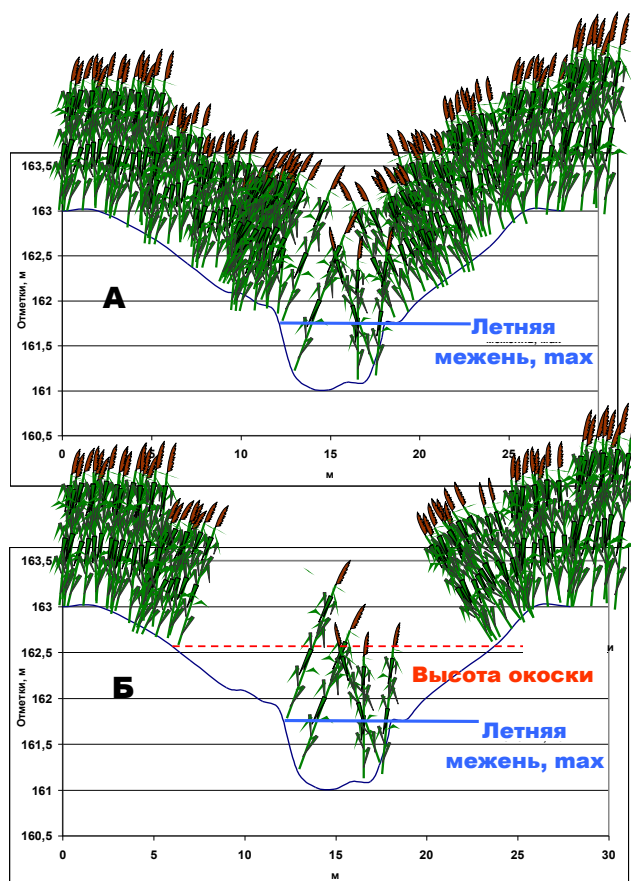 163,5
163
162,5
162
161,5
161
160,5
Отметки, м
А
Летняя
межень, max
0
5
10
15
20
25
м
163,5
163
162,5
162
161,5
161
160,5
Отметки, м
Б
Высота окоски
и
Летняя
межень, max
0
5
10
15
20
25
30
м